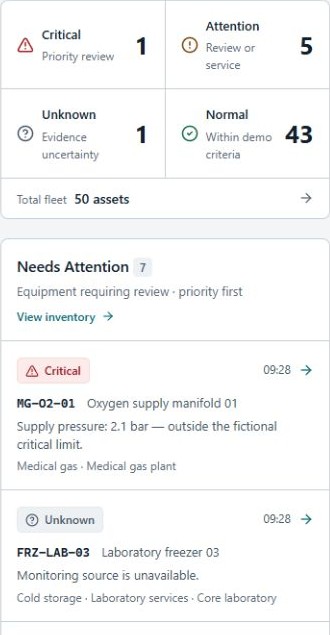 Critical
Priority review
1
Attention
Review or
service
5
Unknown
Evidence
uncertainty
1
Normal
Within demo
criteria
43
Total fleet 50 assets →
Needs Attention 7
Equipment requiring review · priority first
View inventory →
Critical 09:28 →
MG-O2-01 Oxygen supply manifold 01
Supply pressure: 2.1 bar — outside the fictional
critical limit.
Medical gas · Medical gas plant
Unknown 09:28 →
FRZ-LAB-03 Laboratory freezer 03
Monitoring source is unavailable.
Cold storage · Laboratory services · Core laboratory